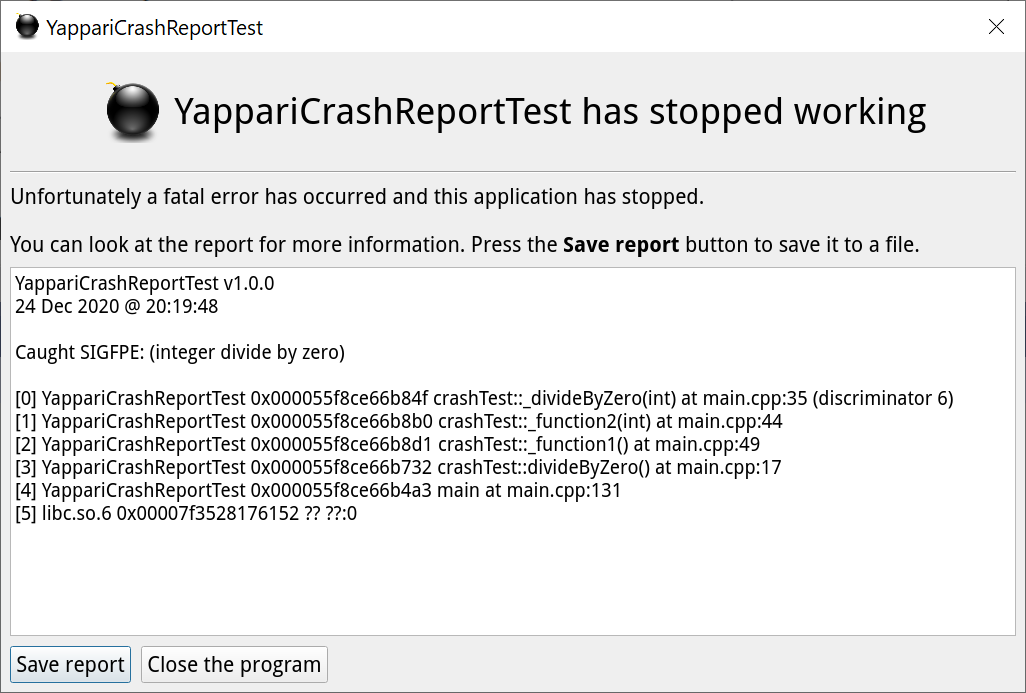 YappariCrashReportTest
YappariCrashReportTest has stopped working
Unfortunately a fatal error has occurred and this application has stopped.
You can look at the report for more information. Press the Save report button to save it to a file.
YappariCrashReportTest v1.0.0
24 Dec 2020 @ 20:19:48
Caught SIGFPE: (integer divide by zero)
[0] YappariCrashReportTest 0x000055f8ce66b84f crashTest::_divideByZero(int) at main.cpp:35 (discriminator 6)
[1] YappariCrashReportTest 0x000055f8ce66b8b0 crashTest::_function2(int) at main.cpp:44
[2] YappariCrashReportTest 0x000055f8ce66b8d1 crashTest::_function1() at main.cpp:49
[3] YappariCrashReportTest 0x000055f8ce66b732 crashTest::divideByZero() at main.cpp:17
[4] YappariCrashReportTest 0x000055f8ce66b4a3 main at main.cpp:131
[5] libc.so.6 0x00007f3528176152 ?? ??:0
Save report
Close the program